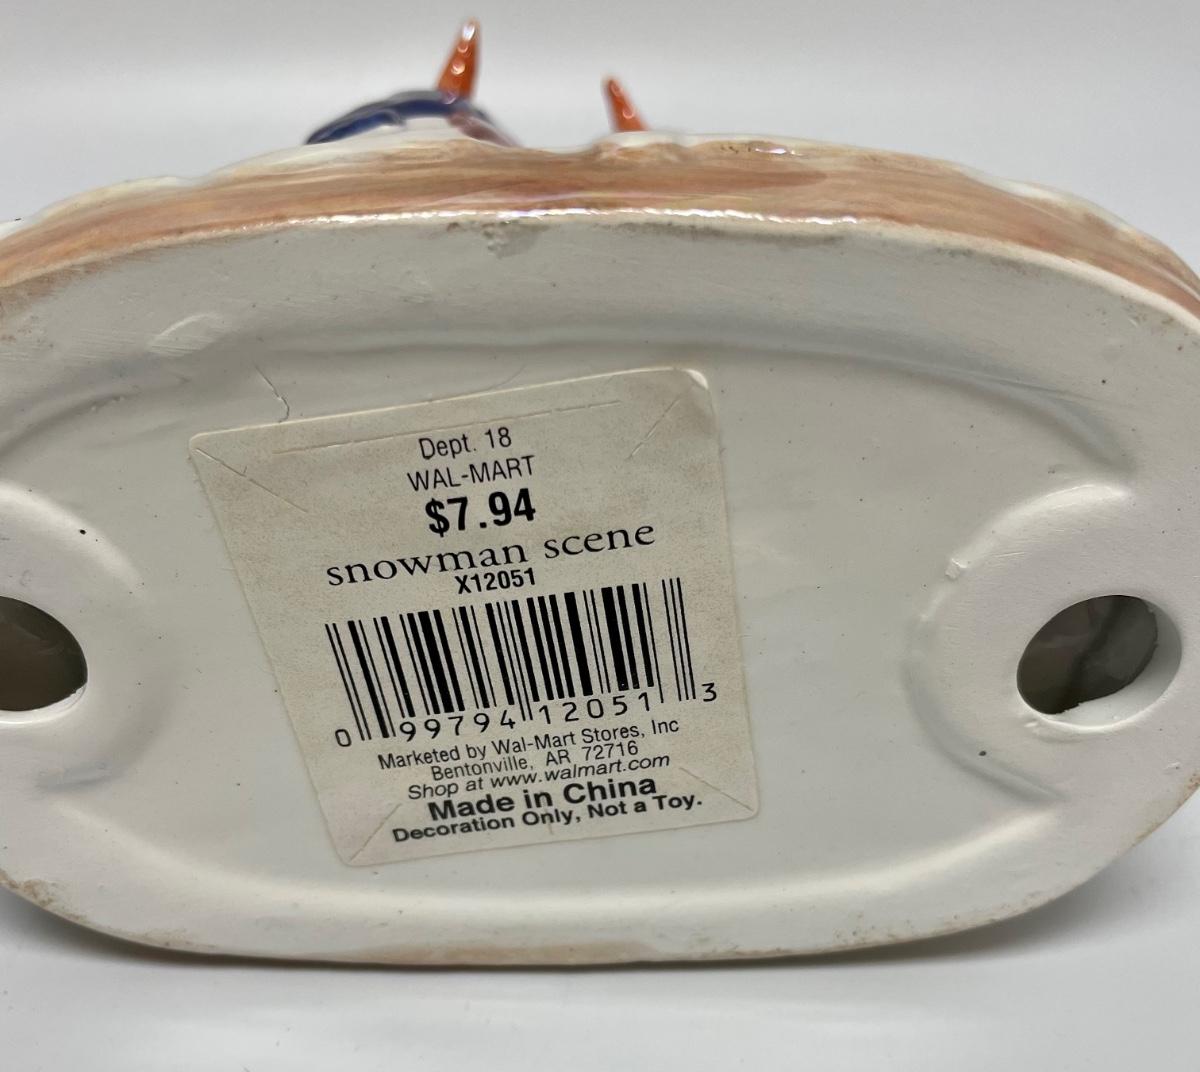 Dept. 18
WAL-MART
$7.94
snowman scene
X12051
0 99794 12051 3
Marketed by Wal-Mart Stores, Inc
Bentonville, AR 72716
Shop at www.walmart.com
Made in China
Decoration Only, Not a Toy.